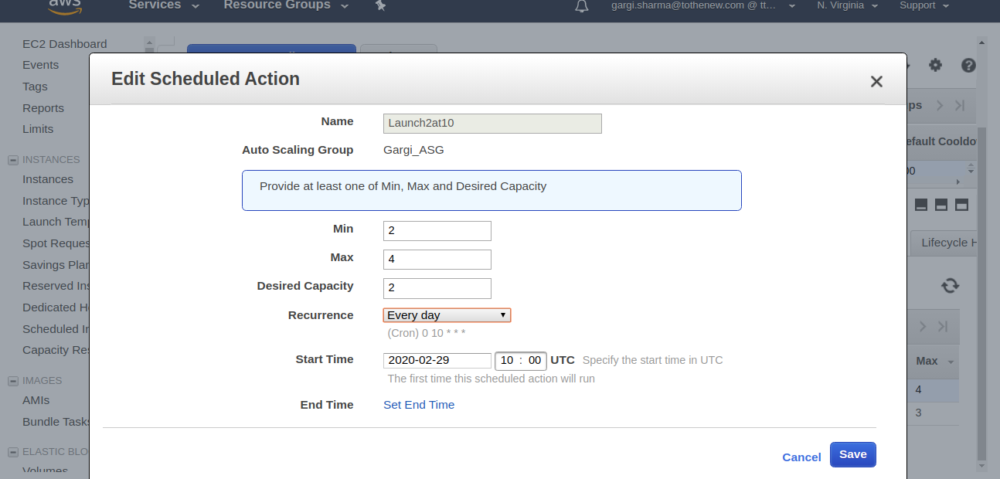 aws Services Resource Groups gargi.sharma@tothenew.com @ tt... N. Virginia Support
EC2 Dashboard
Events
Tags
Reports
Limits
INSTANCES
Instances
Instance Typ
Launch Temp
Spot Reques
Savings Plar
Reserved Ins
Dedicated H
Scheduled In
Capacity Res
IMAGES
AMIs
Bundle Tasks
ELASTIC BLO
Volumes
Edit Scheduled Action
Name Launch2at10
Auto Scaling Group Gargi_ASG
Provide at least one of Min, Max and Desired Capacity
Min 2
Max 4
Desired Capacity 2
Recurrence Every day
(Cron) 0 10 * * *
Start Time 2020-02-29 10 : 00 UTC Specify the start time in UTC
The first time this scheduled action will run
End Time Set End Time
Cancel Save
ps
efault Cooldo
00
Lifecycle H
Max
4
3